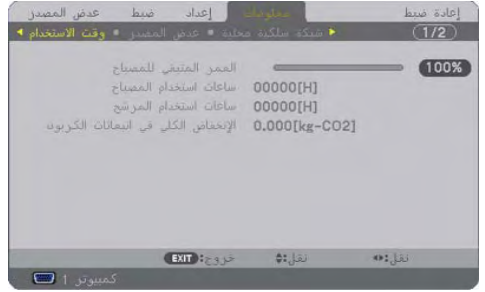 إعادة ضبط معلومات إعداد ضبط عرض المصدر
(1/2) شبكة سلكية محلية ▪ عرض المصدر ▪ وقت الاستخدام
العمر المتبقي للمصباح 100%
ساعات استخدام المصباح 00000[H]
ساعات استخدام المرشح 00000[H]
الإنخفاض الكلي في انبعاثات الكربون 0.000[kg-CO2]
نقل: نقل: خروج: EXIT
كمبيوتر 1